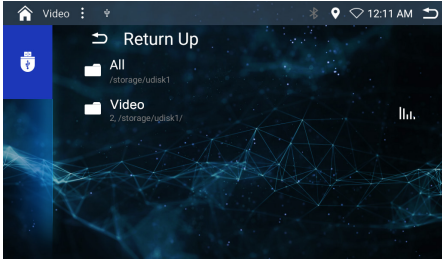 Video 12:11 AM
Return Up
All
/storage/udisk1
Video
2, /storage/udisk1/